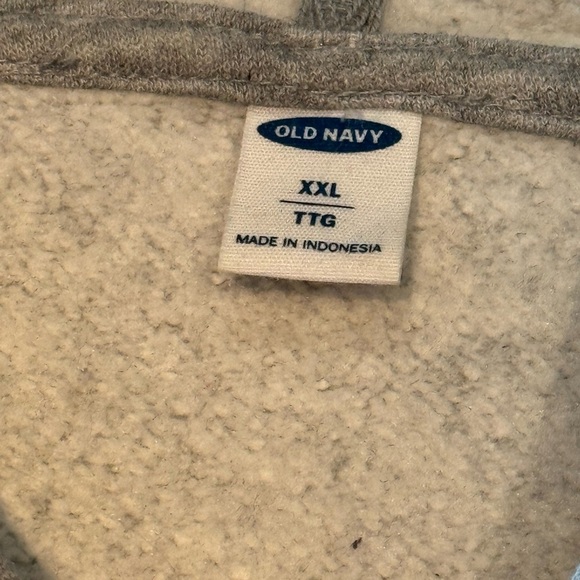 OLD NAVY
XXL
TTG
MADE IN INDONESIA